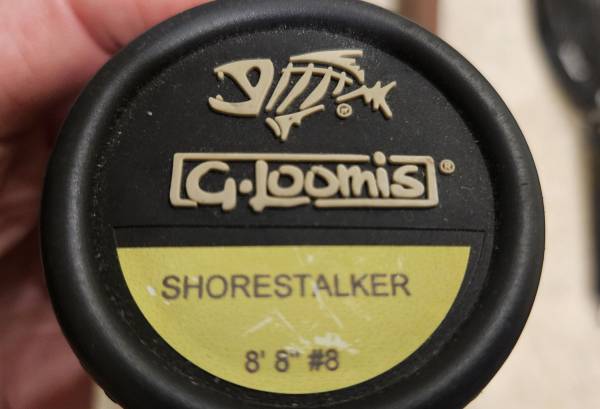 G·Loomis®
SHORESTALKER
8' 8" #8